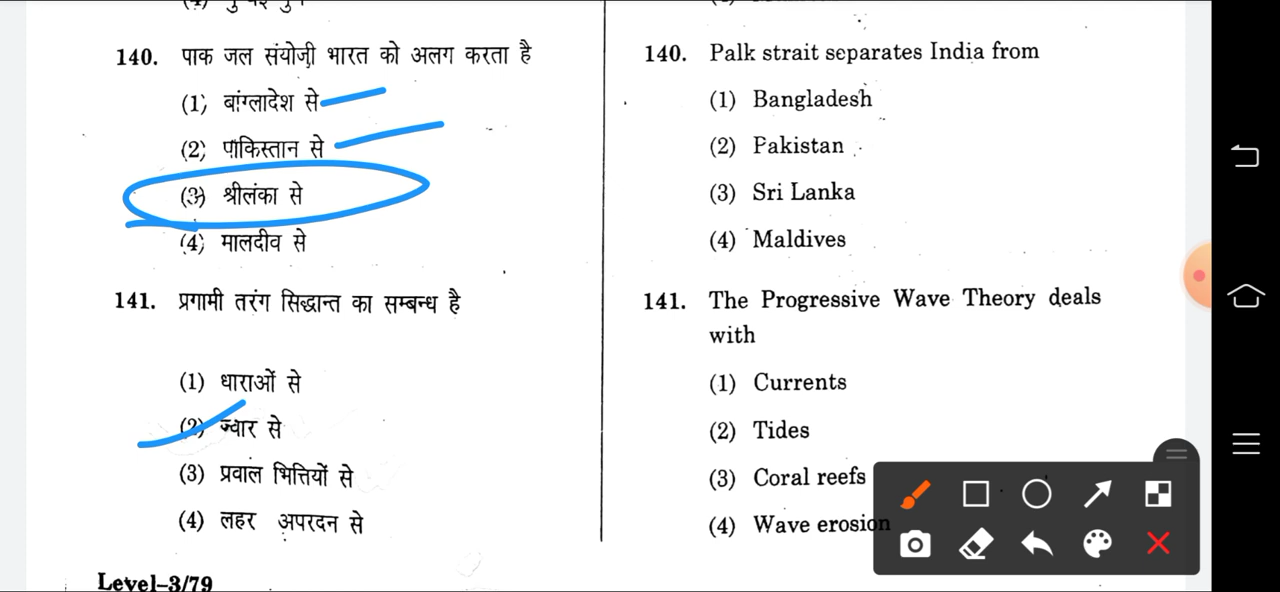 140. पाक जल संयोजी भारत को अलग करता है
(1) बांग्लादेश से
(2) पाकिस्तान से
(3) श्रीलंका से
(4) मालदीव से
141. प्रगामी तरंग सिद्धान्त का सम्बन्ध है
(1) धाराओं से
(2) ज्वार से
(3) प्रवाल भित्तियों से
(4) लहर अपरदन से
Level-3/79
140. Palk strait separates India from
(1) Bangladesh
(2) Pakistan
(3) Sri Lanka
(4) Maldives
141. The Progressive Wave Theory deals
with
(1) Currents
(2) Tides
(3) Coral reefs
(4) Wave erosion